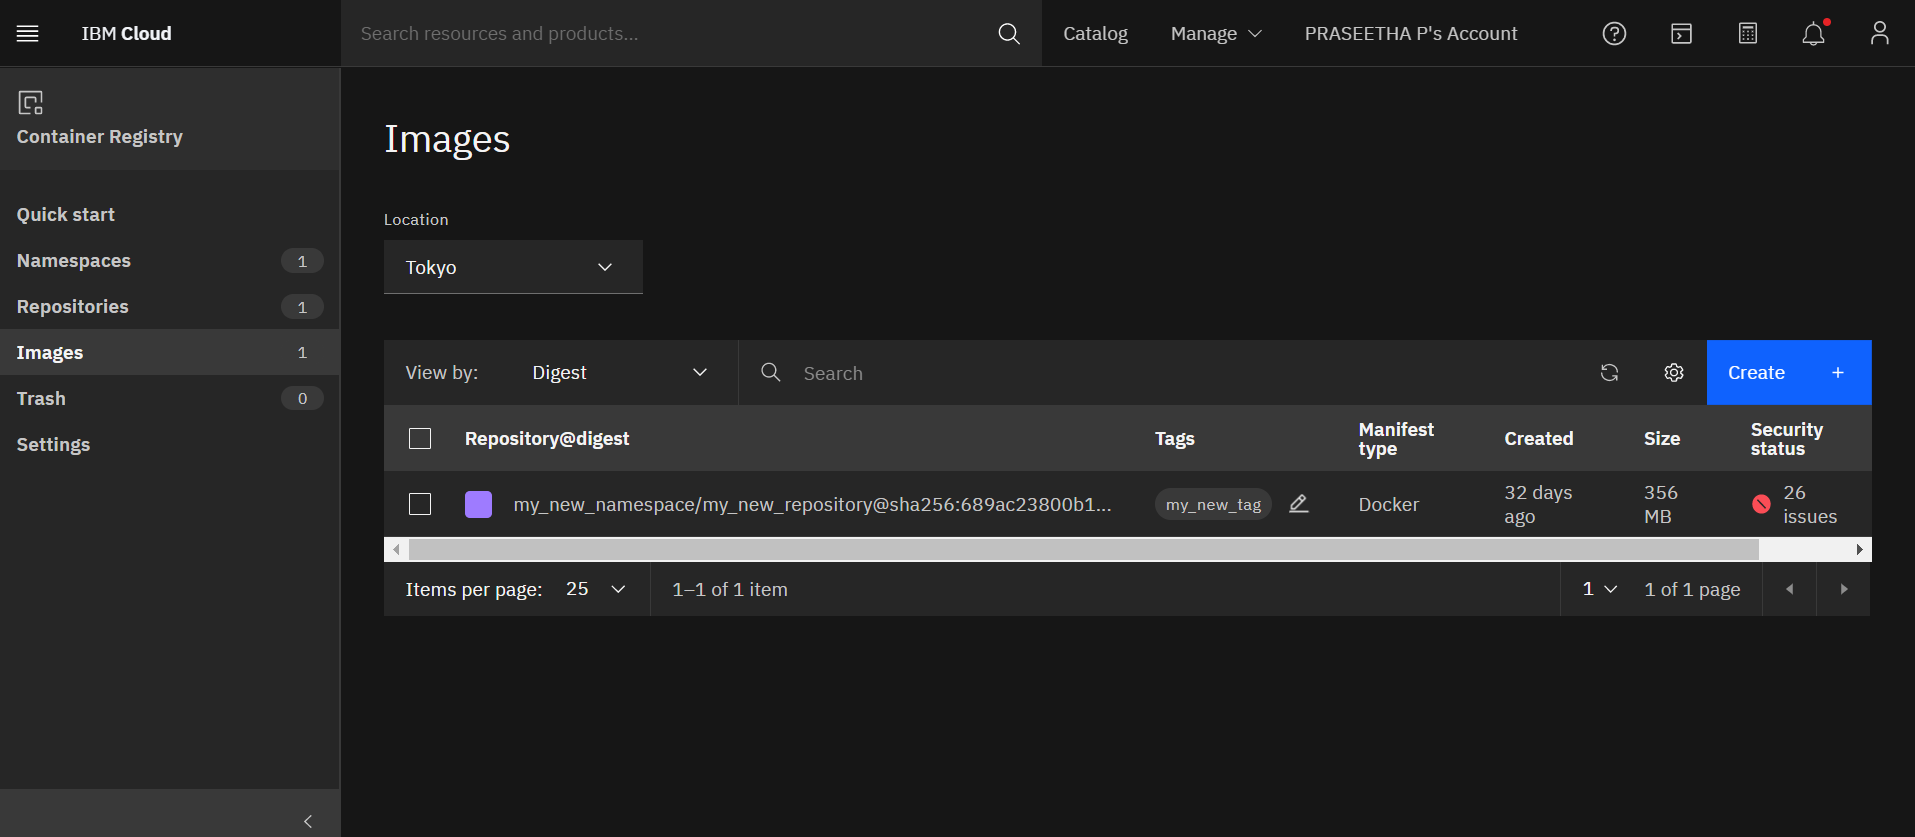 IBM Cloud
Search resources and products...
Catalog
Manage
PRASEETHA P's Account
Container Registry
Quick start
Namespaces 1
Repositories 1
Images 1
Trash 0
Settings
Images
Location
Tokyo
View by: Digest
Search
Create +
Repository@digest
Tags
Manifest
type
Created
Size
Security
status
my_new_namespace/my_new_repository@sha256:689ac23800b1...
my_new_tag
Docker
32 days
ago
356
MB
26
issues
Items per page: 25
1–1 of 1 item
1
1 of 1 page